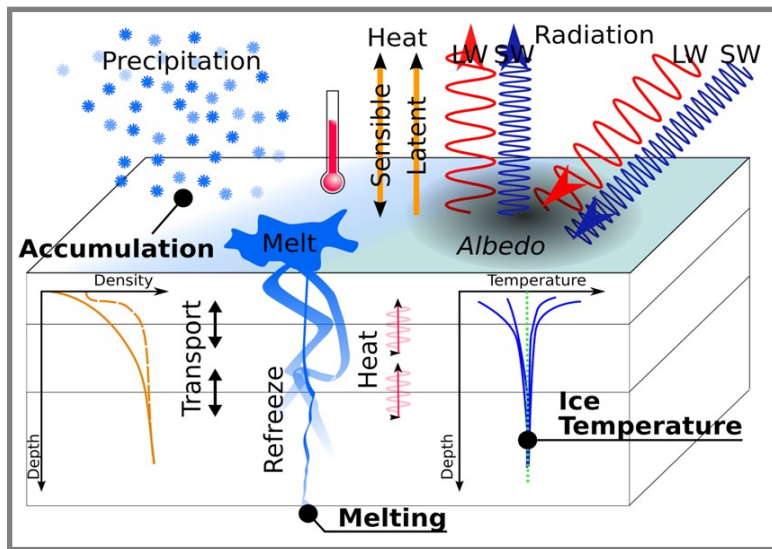 Precipitation
Heat
Radiation
LW SW
LW SW
Sensible
Latent
Accumulation
Melt
Albedo
Density
Temperature
Transport
Refreeze
Heat
Ice
Temperature
Depth
Depth
Melting